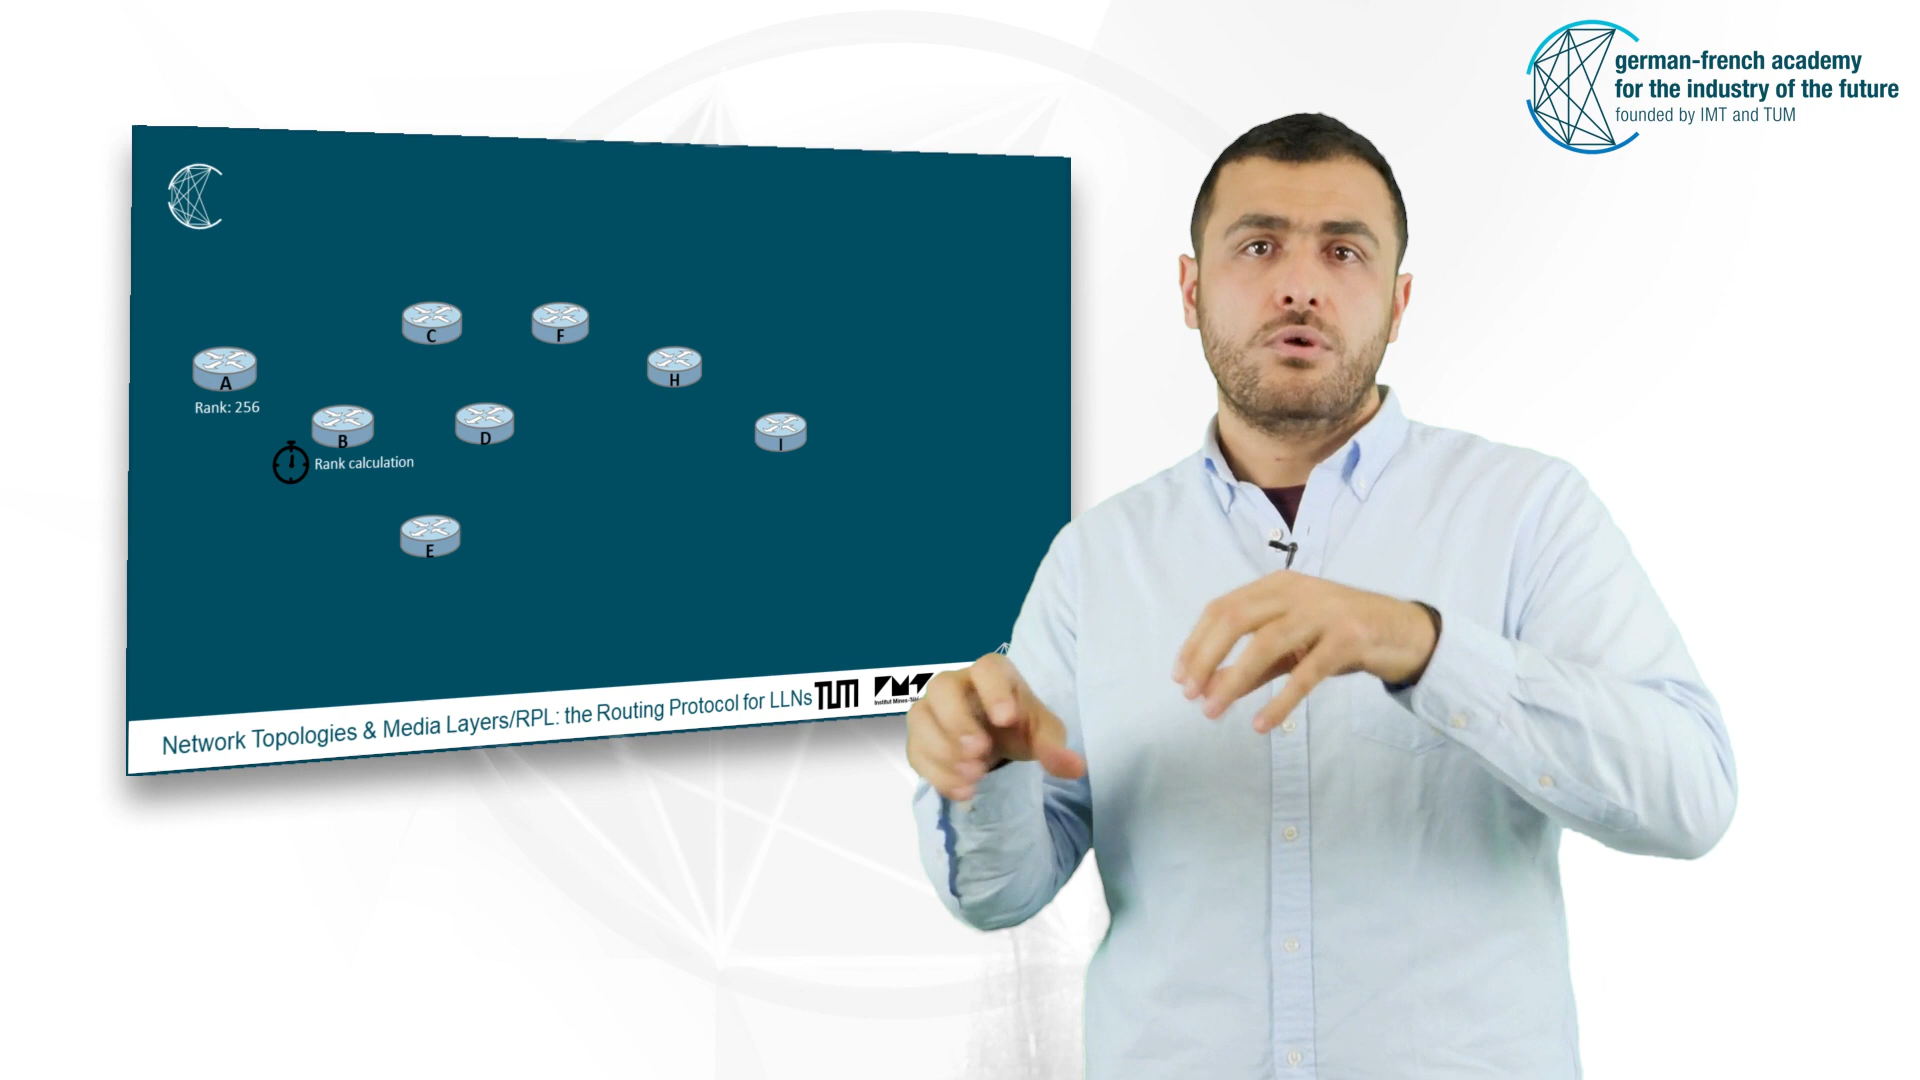 german-french academy
for the industry of the future
founded by IMT and TUM
C
F
A
H
Rank: 256
B
D
I
Rank calculation
E
Network Topologies & Media Layers/RPL: the Routing Protocol for LLNs
TUM
IMT